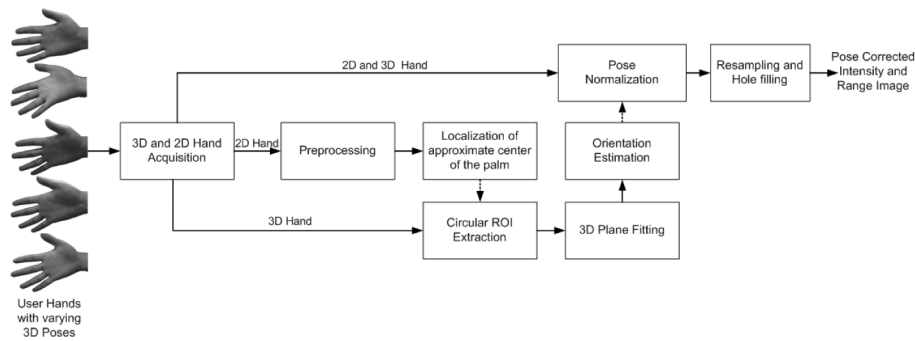 2D and 3D Hand
Pose
Normalization
Resampling and
Hole filling
Pose Corrected
Intensity and
Range Image
3D and 2D Hand
Acquisition
2D Hand
Preprocessing
Localization of
approximate center
of the palm
Orientation
Estimation
3D Hand
Circular ROI
Extraction
3D Plane Fitting
User Hands
with varying
3D Poses